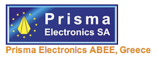 Prisma
Electronics SA
Prisma Electronics ABEE, Greece